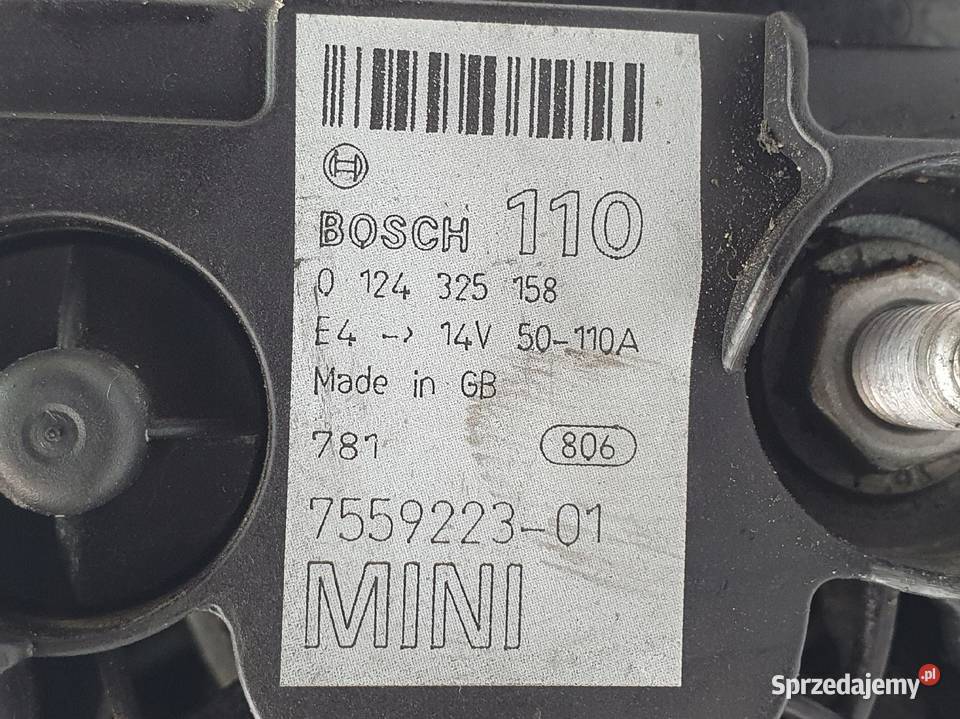 BOSCH 110
0 124 325 158
E4 -> 14V 50-110A
Made in GB
781 806
7559223-01
MINI
Sprzedajemy.pl